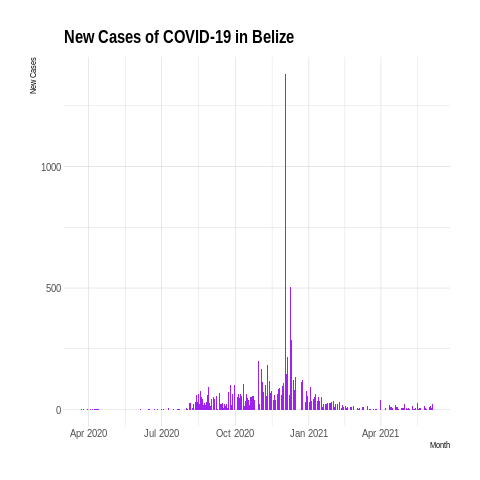 New Cases of COVID-19 in Belize
New Cases
1000
500
0
Apr 2020 Jul 2020 Oct 2020 Jan 2021 Apr 2021
Month